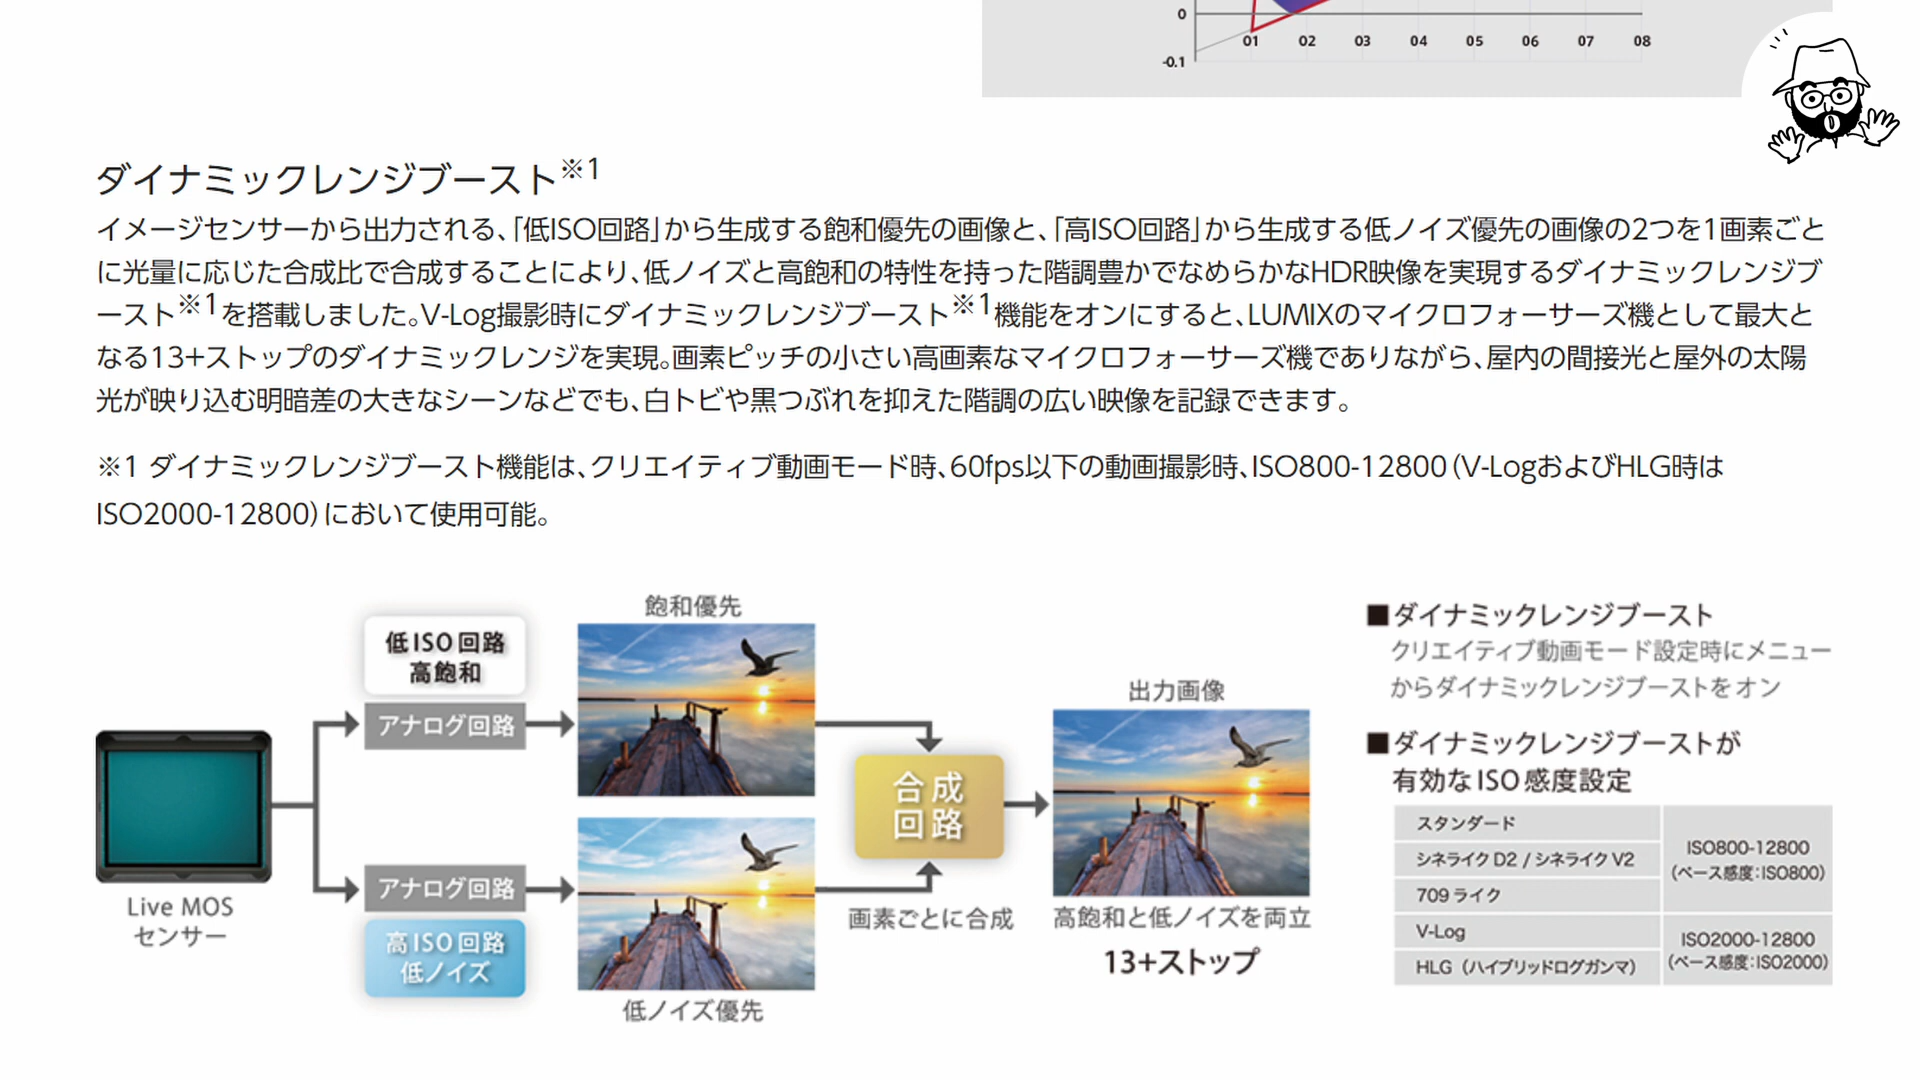 0
01 02 03 04 05 06 07 08
-0.1
ダイナミックレンジブースト※1
イメージセンサーから出力される、「低ISO回路」から生成する飽和優先の画像と、「高ISO回路」から生成する低ノイズ優先の画像の2つを1画素ごと
に光量に応じた合成比で合成することにより、低ノイズと高飽和の特性を持った階調豊かでなめらかなHDR映像を実現するダイナミックレンジブ
ースト※1を搭載しました。V-Log撮影時にダイナミックレンジブースト※1機能をオンにすると、LUMIXのマイクロフォーサーズ機として最大と
なる13+ストップのダイナミックレンジを実現。画素ピッチの小さい高画素なマイクロフォーサーズ機でありながら、屋内の間接光と屋外の太陽
光が映り込む明暗差の大きなシーンなどでも、白トビや黒つぶれを抑えた階調の広い映像を記録できます。
※1 ダイナミックレンジブースト機能は、クリエイティブ動画モード時、60fps以下の動画撮影時、ISO800-12800（V-LogおよびHLG時は
ISO2000-12800）において使用可能。
Live MOS
センサー
低ISO回路
高飽和
アナログ回路
アナログ回路
高ISO回路
低ノイズ
飽和優先
低ノイズ優先
合成
回路
画素ごとに合成
出力画像
高飽和と低ノイズを両立
13+ストップ
■ダイナミックレンジブースト
クリエイティブ動画モード設定時にメニュー
からダイナミックレンジブーストをオン
■ダイナミックレンジブーストが
有効なISO感度設定
スタンダード
シネライクD2 / シネライクV2
709ライク
ISO800-12800
（ベース感度：ISO800）
V-Log
HLG（ハイブリッドログガンマ）
ISO2000-12800
（ベース感度：ISO2000）